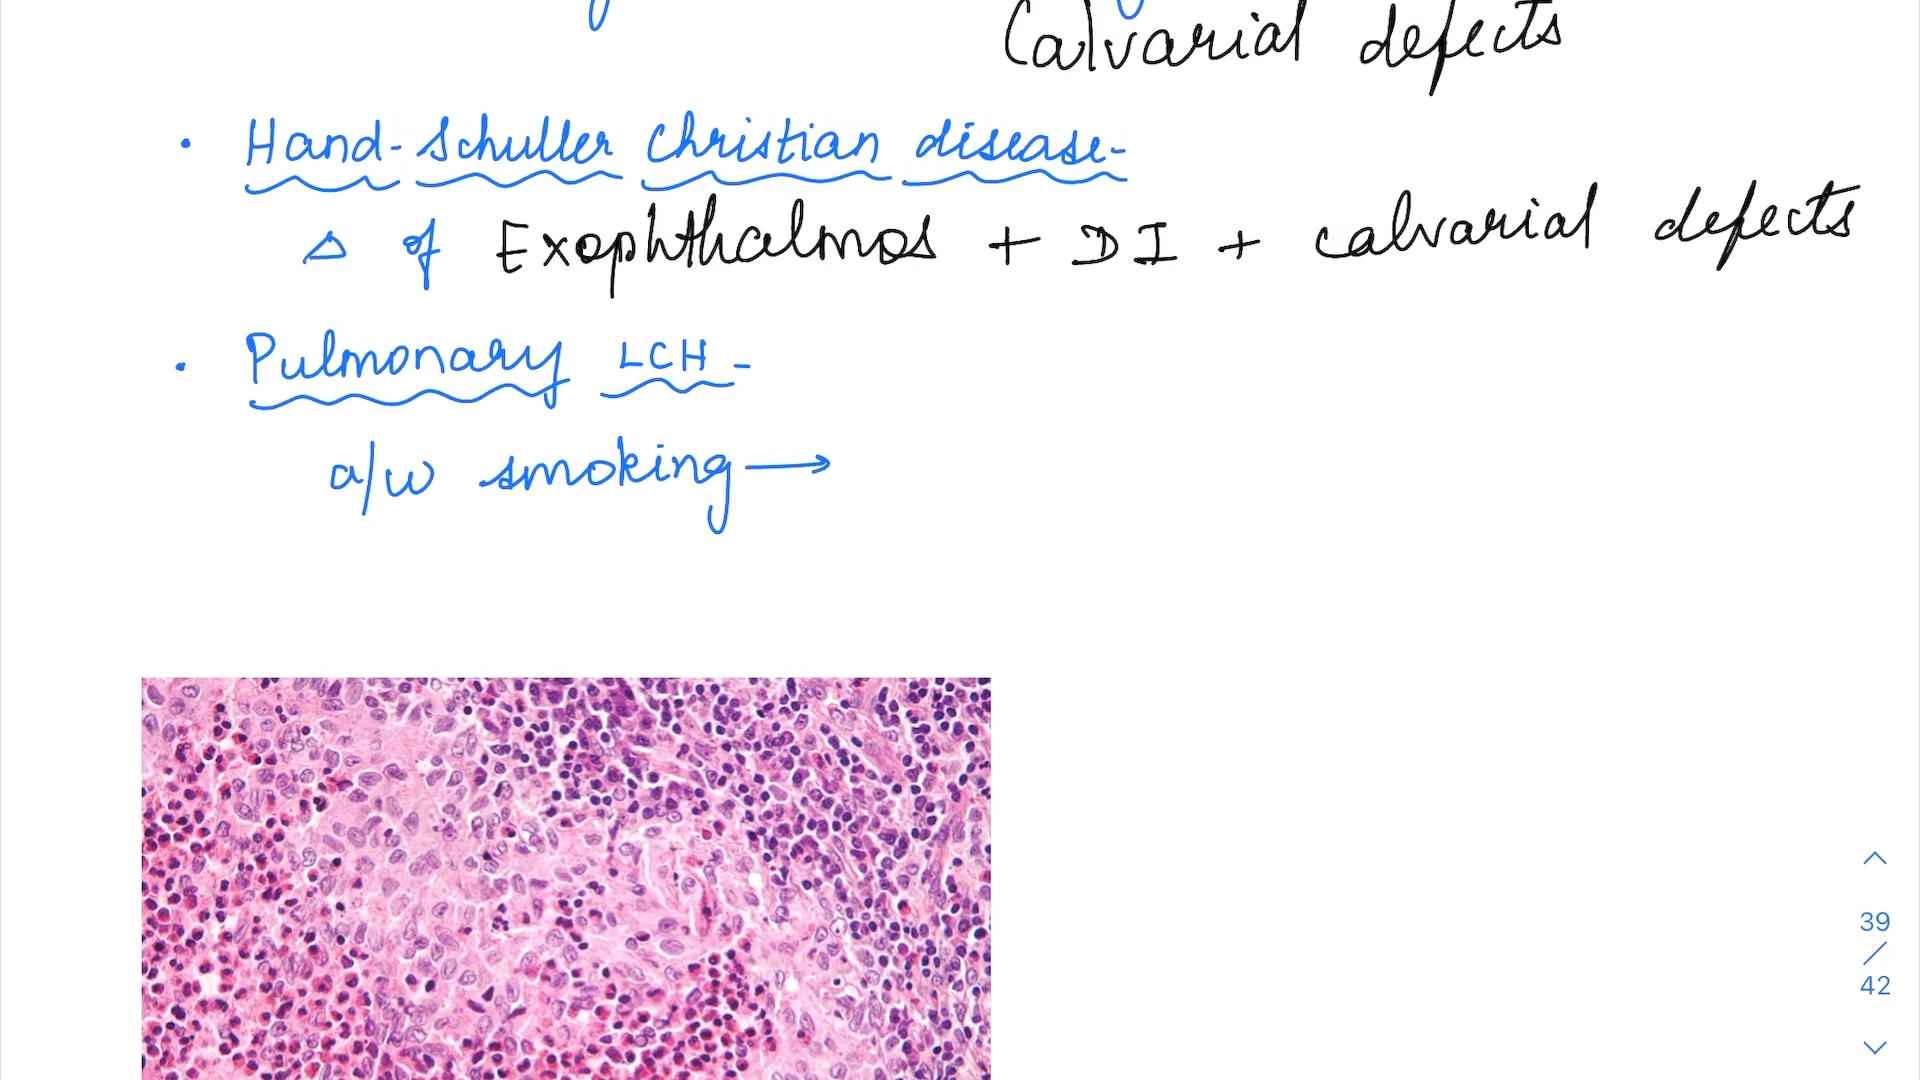 Calvarial defects
• Hand-Schuller Christian disease-
Δ of Exophthalmos + DI + calvarial defects
• Pulmonary LCH -
a/w smoking →
39
/
42